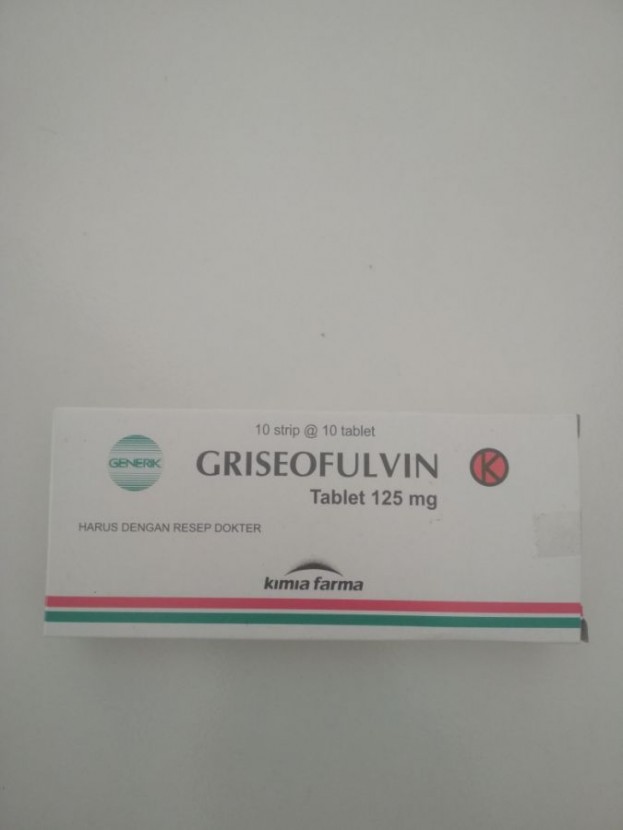 10 strip @ 10 tablet
GENERIK
GRISEOFULVIN
K
Tablet 125 mg
HARUS DENGAN RESEP DOKTER
kimia farma